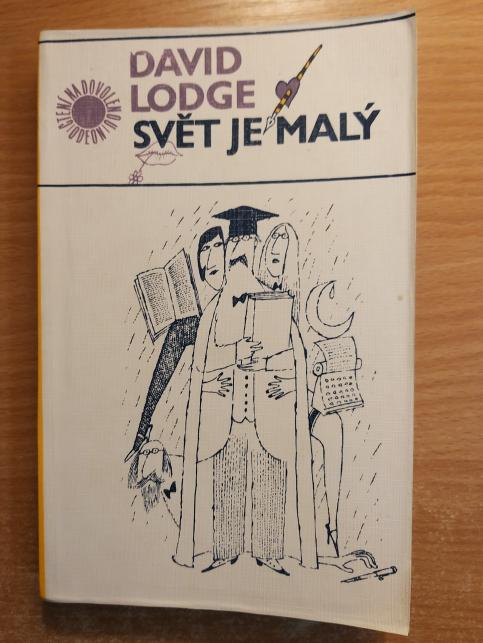 DAVID
LODGE
SVĚT JE MALÝ
ČTENÍ NA DOVOLENOU
ODEON